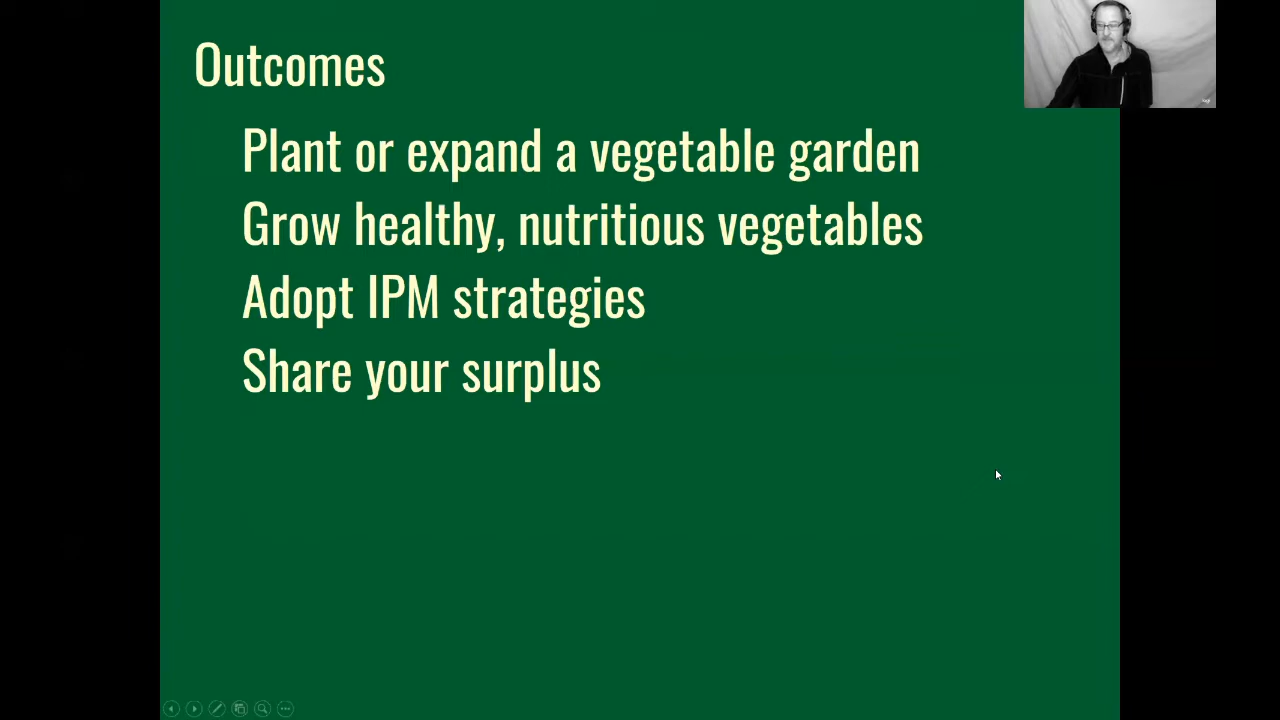 Outcomes
Plant or expand a vegetable garden
Grow healthy, nutritious vegetables
Adopt IPM strategies
Share your surplus